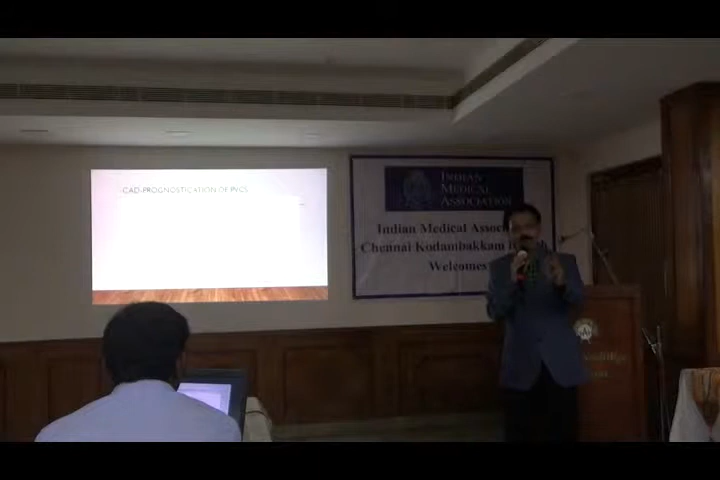 CAD-PROGNOSTICATION OF PVCS
INDIAN
MEDICAL
ASSOCIATION
Indian Medical Assoc
Chennai Kodambakkam
Welcomes